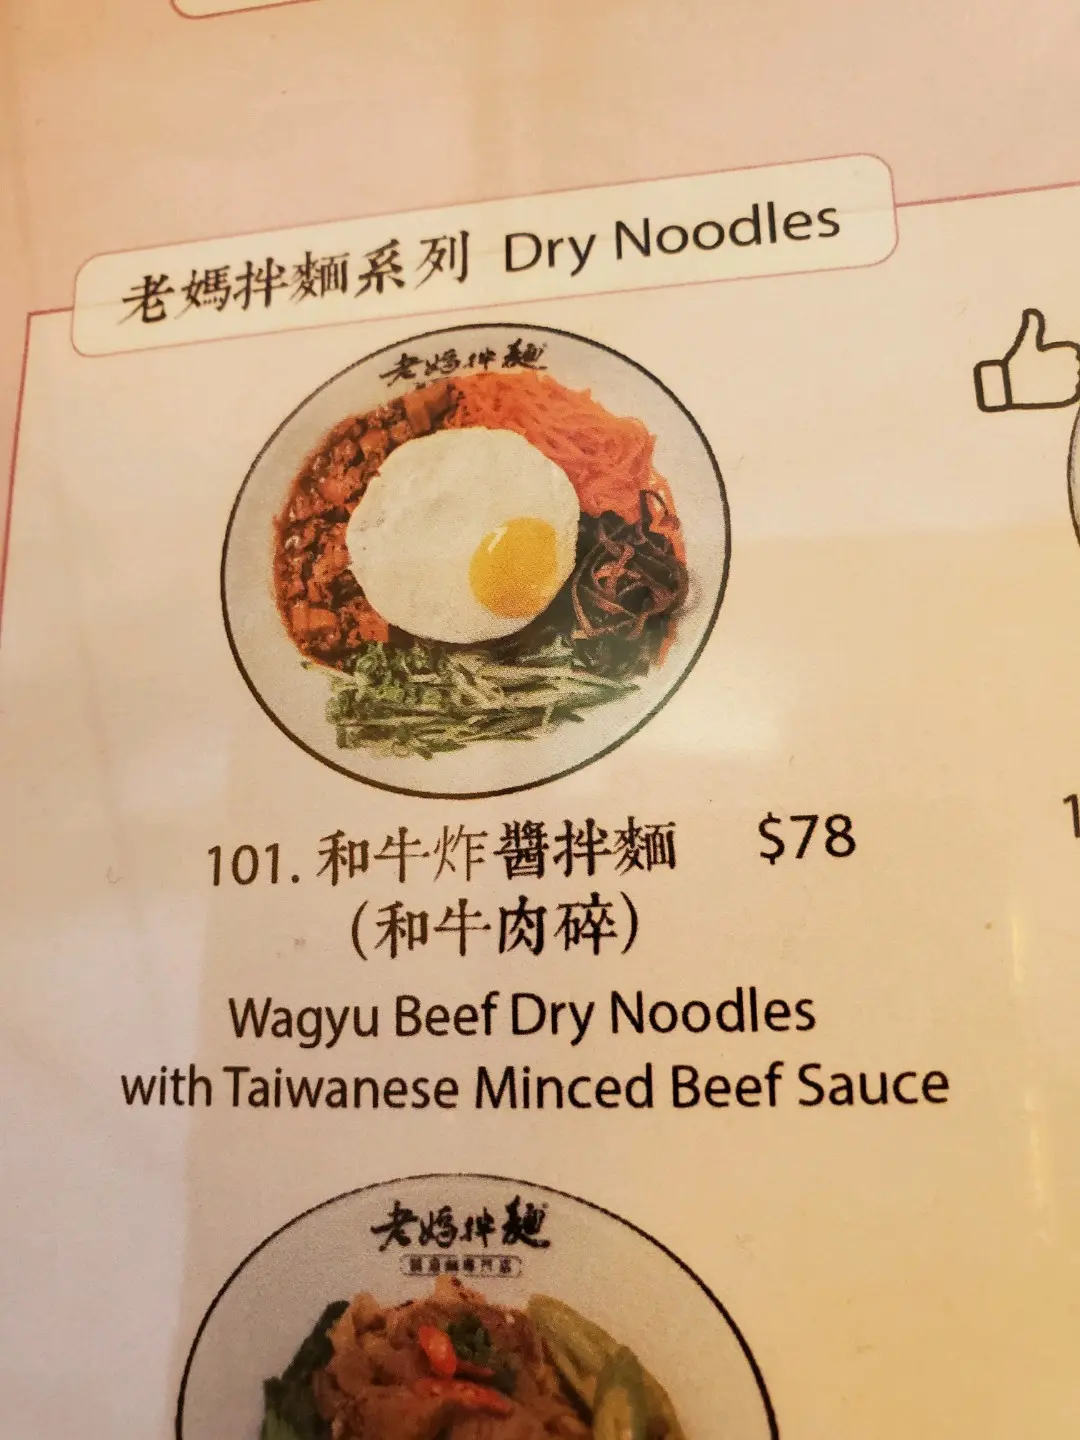 老媽拌麵系列 Dry Noodles
老媽拌麵
101. 和牛炸醬拌麵 $78
(和牛肉碎)
Wagyu Beef Dry Noodles
with Taiwanese Minced Beef Sauce
老媽拌麵